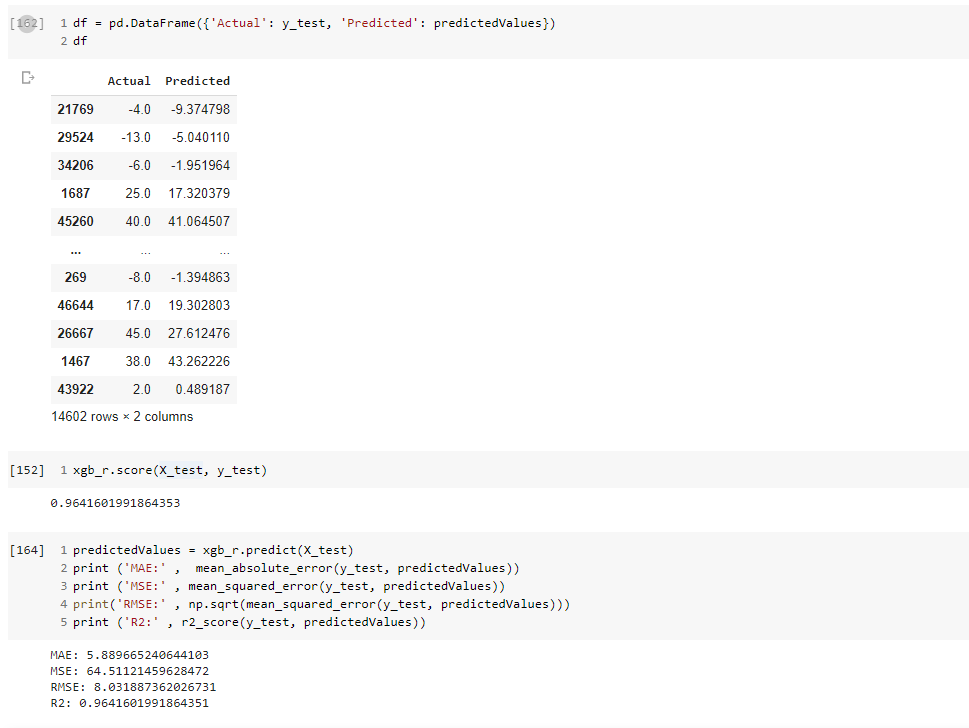 [162] 1 df = pd.DataFrame({'Actual': y_test, 'Predicted': predictedValues})
2 df
Actual Predicted
21769 -4.0 -9.374798
29524 -13.0 -5.040110
34206 -6.0 -1.951964
1687 25.0 17.320379
45260 40.0 41.064507
... ... ...
269 -8.0 -1.394863
46644 17.0 19.302803
26667 45.0 27.612476
1467 38.0 43.262226
43922 2.0 0.489187
14602 rows × 2 columns
[152] 1 xgb_r.score(X_test, y_test)
0.9641601991864353
[164] 1 predictedValues = xgb_r.predict(X_test)
2 print ('MAE:' ,  mean_absolute_error(y_test, predictedValues))
3 print ('MSE:' , mean_squared_error(y_test, predictedValues))
4 print('RMSE:' , np.sqrt(mean_squared_error(y_test, predictedValues)))
5 print ('R2:' , r2_score(y_test, predictedValues))
MAE: 5.889665240644103
MSE: 64.51121459628472
RMSE: 8.031887362026731
R2: 0.9641601991864351